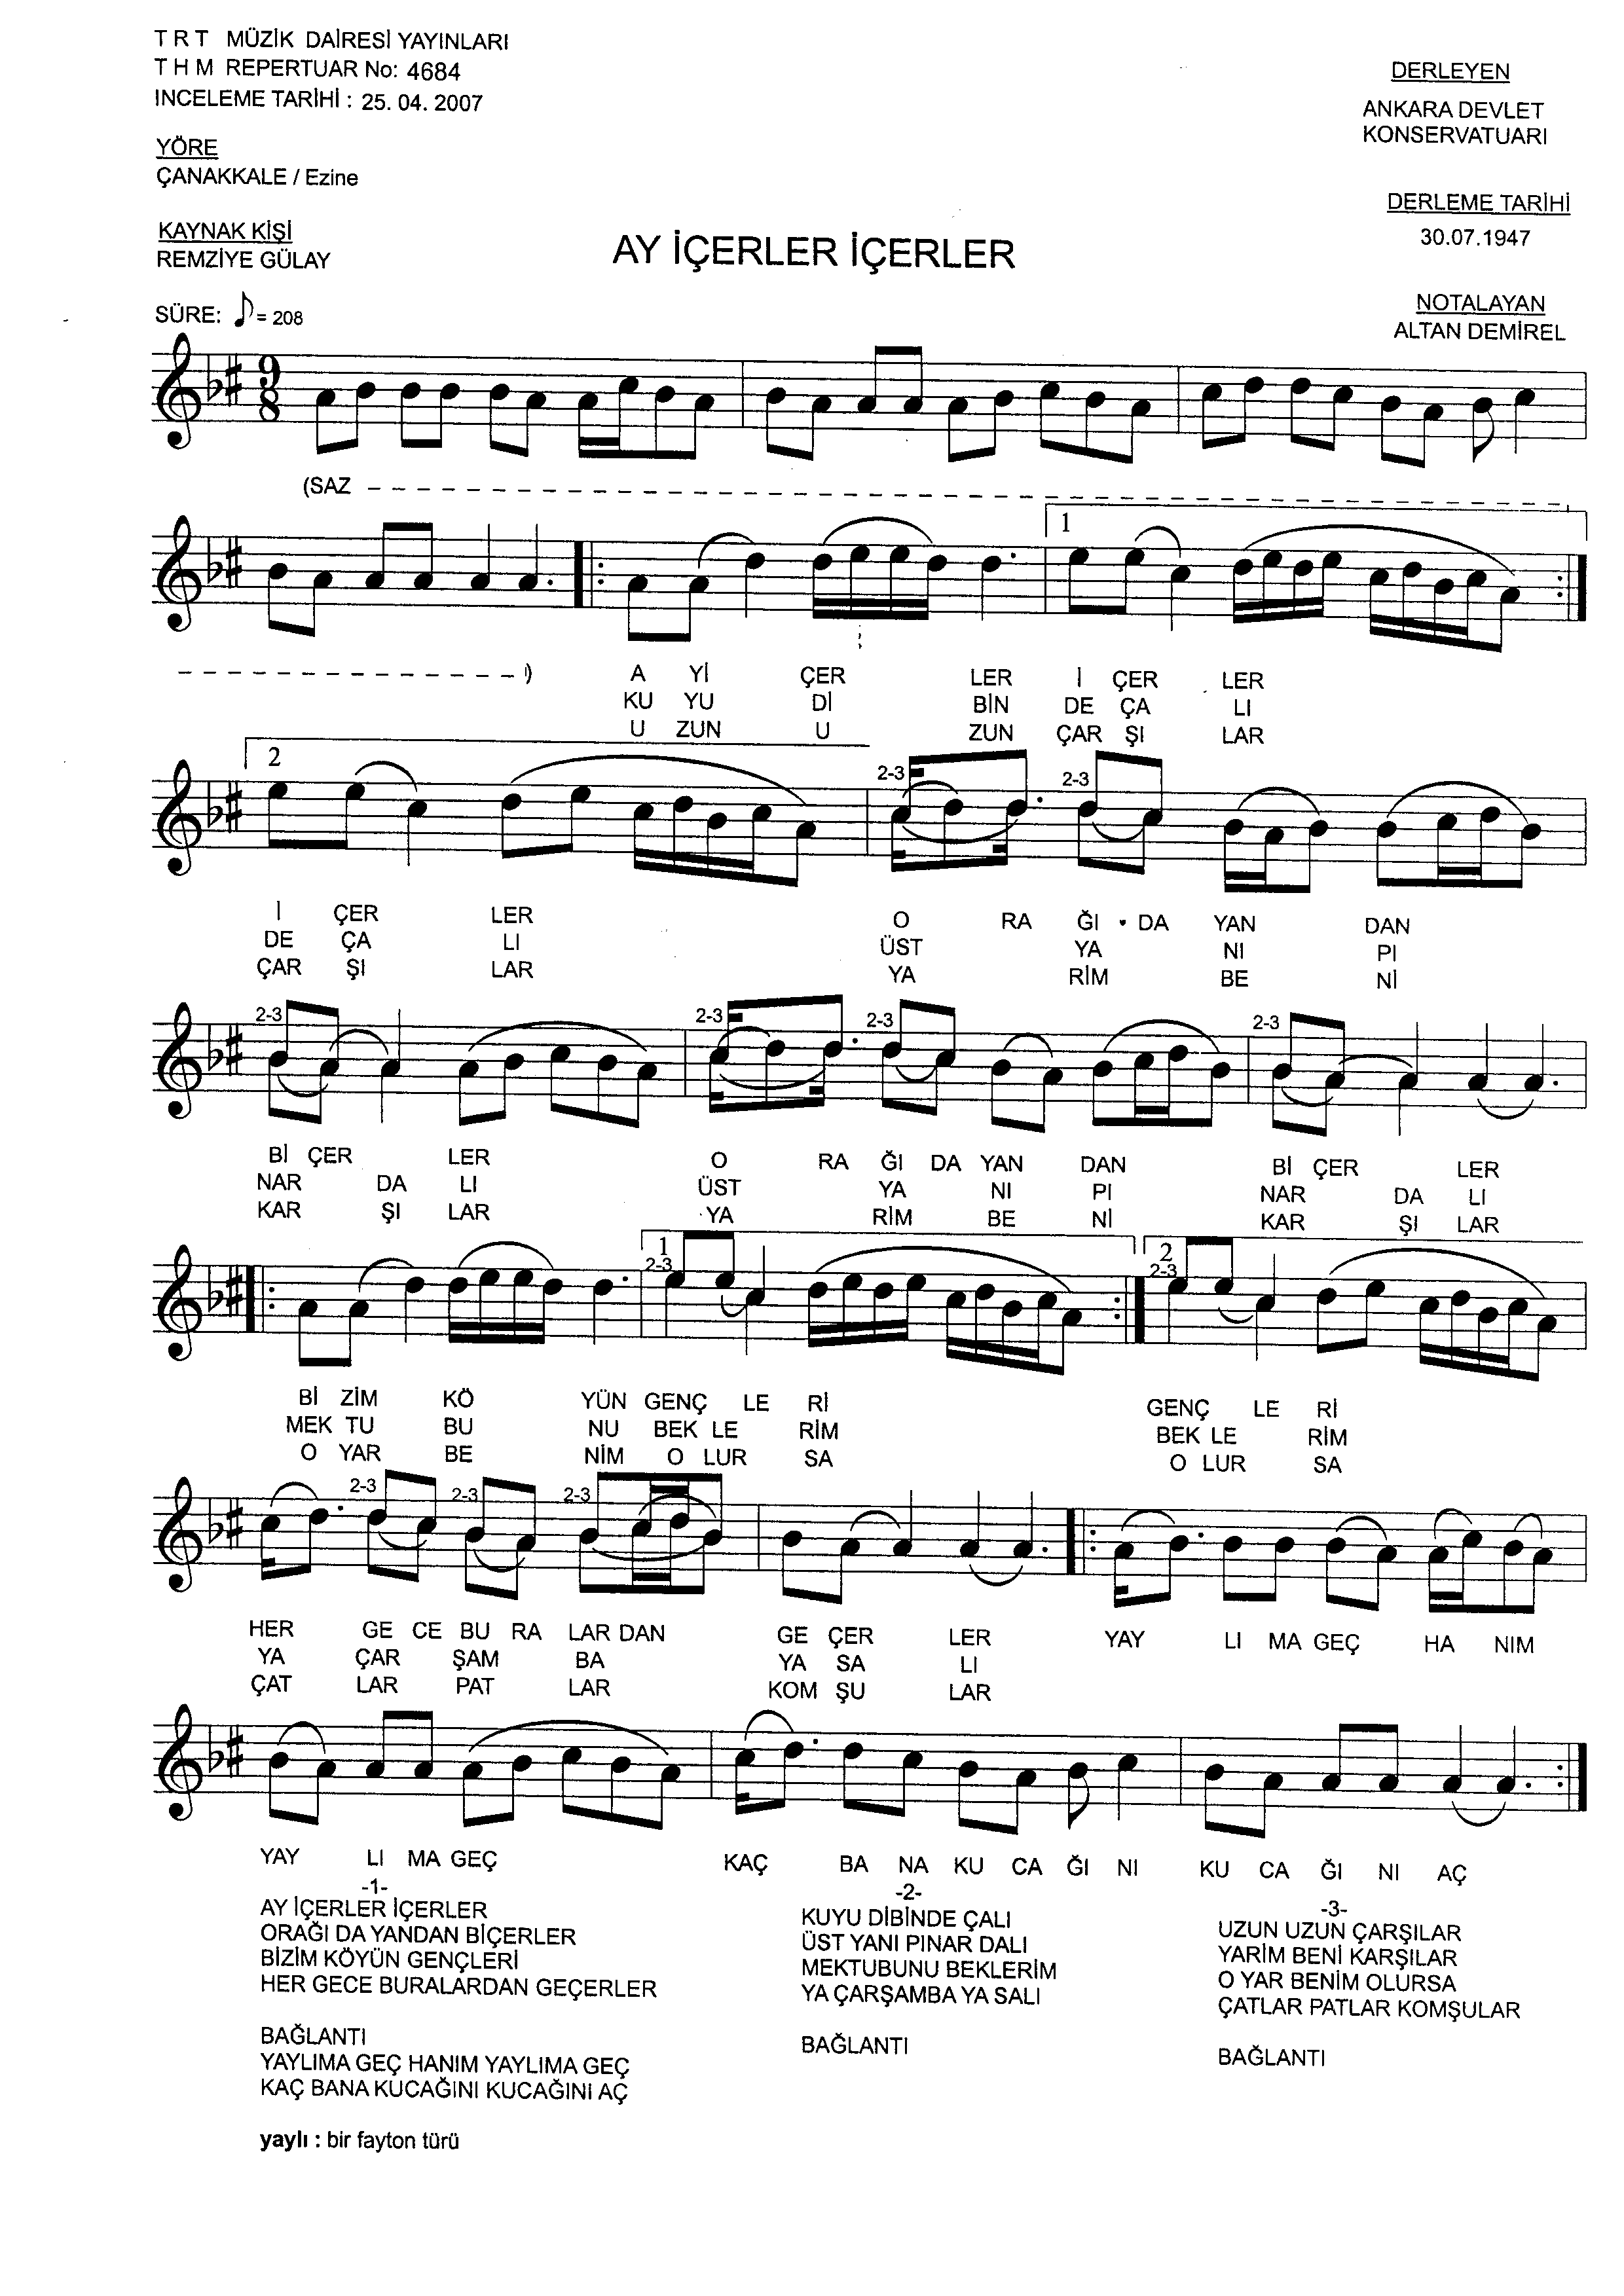 T R T MÜZİK DAİRESİ YAYINLARI
T H M REPERTUAR No: 4684
INCELEME TARİHİ : 25. 04. 2007
YÖRE
ÇANAKKALE / Ezine
KAYNAK KİŞİ
REMZİYE GÜLAY
SÜRE: ♪ = 208
AY İÇERLER İÇERLER
DERLEYEN
ANKARA DEVLET
KONSERVATUARI
DERLEME TARİHİ
30.07.1947
NOTALAYAN
ALTAN DEMİREL
9
8
(SAZ – – – – – – – –
1
– – – – – – – – )
A Yİ ÇER LER İ ÇER LER
KU YU Dİ BİN DE ÇA LI
U ZUN U ZUN ÇAR ŞI LAR
2
2-3 2-3
İ ÇER LER O RA ĞI DA YAN DAN
DE ÇA LI ÜST YA NI PI
ÇAR ŞI LAR YA RİM BE Nİ
2-3 2-3 2-3 2-3
Bİ ÇER LER O RA ĞI DA YAN DAN Bİ ÇER LER
NAR DA LI ÜST YA NI PI NAR DA LI
KAR ŞI LAR YA RİM BE Nİ KAR ŞI LAR
1 2
2-3 2-3
Bİ ZİM KÖ YÜN GENÇ LE Rİ GENÇ LE Rİ
MEK TU BU NU BEK LE RİM BEK LE RİM
O YAR BE NİM O LUR SA O LUR SA
2-3 2-3 2-3
HER GE CE BU RA LAR DAN GE ÇER LER YAY LI MA GEÇ HA NIM
YA ÇAR ŞAM BA YA SA LI
ÇAT LAR PAT LAR KOM ŞU LAR
YAY LI MA GEÇ KAÇ BA NA KU CA ĞI NI KU CA ĞI NI AÇ
-1-
AY İÇERLER İÇERLER
ORAĞI DA YANDAN BİÇERLER
BİZİM KÖYÜN GENÇLERİ
HER GECE BURALARDAN GEÇERLER
BAĞLANTI
YAYLIMA GEÇ HANIM YAYLIMA GEÇ
KAÇ BANA KUCAĞINI KUCAĞINI AÇ
yaylı : bir fayton türü
-2-
KUYU DİBİNDE ÇALI
ÜST YANI PINAR DALI
MEKTUBUNU BEKLERİM
YA ÇARŞAMBA YA SALI
BAĞLANTI
-3-
UZUN UZUN ÇARŞILAR
YARİM BENİ KARŞILAR
O YAR BENİM OLURSA
ÇATLAR PATLAR KOMŞULAR
BAĞLANTI